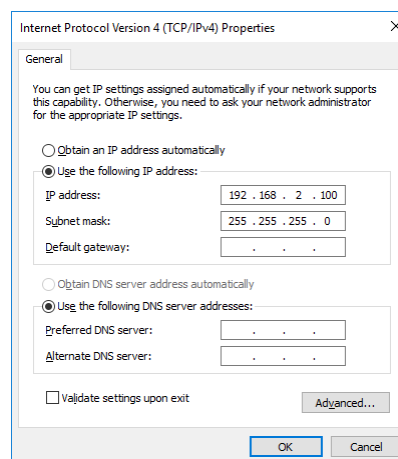 Internet Protocol Version 4 (TCP/IPv4) Properties
General
You can get IP settings assigned automatically if your network supports
this capability. Otherwise, you need to ask your network administrator
for the appropriate IP settings.
Obtain an IP address automatically
Use the following IP address:
IP address: 192 . 168 . 2 . 100
Subnet mask: 255 . 255 . 255 . 0
Default gateway: . . .
Obtain DNS server address automatically
Use the following DNS server addresses:
Preferred DNS server: . . .
Alternate DNS server: . . .
Validate settings upon exit
Advanced...
OK Cancel